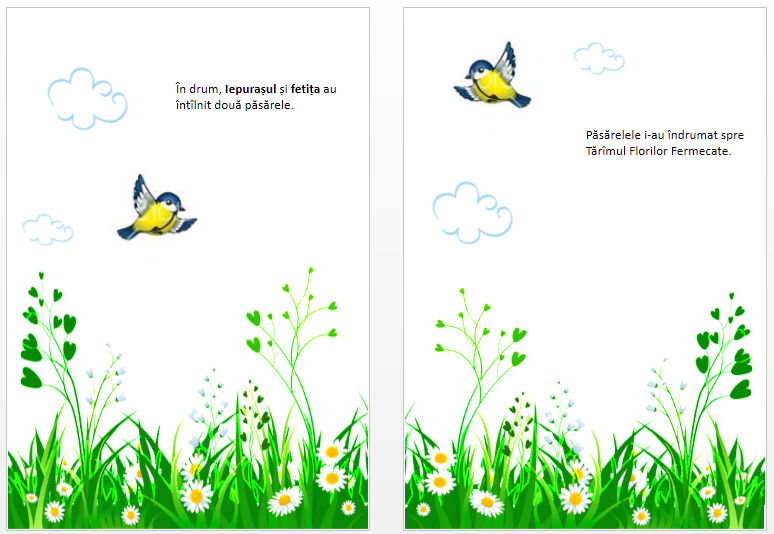 În drum, Iepurașul și fetița au
întîlnit două păsărele.
Păsărelele i-au îndrumat spre
Tărîmul Florilor Fermecate.